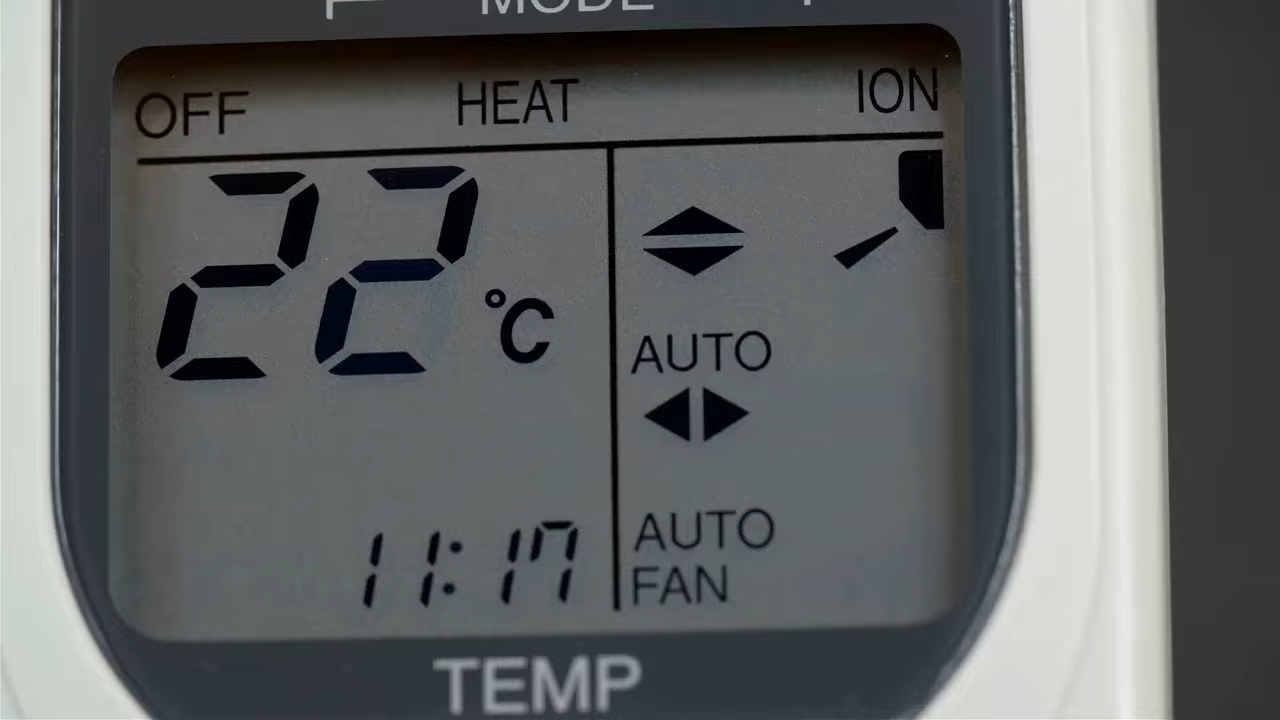 MODE
OFF HEAT ION
22 °C
AUTO
11:17 AUTO
FAN
TEMP